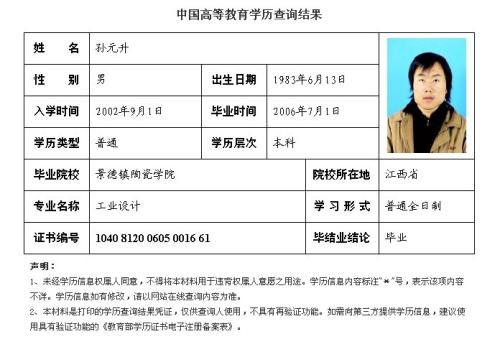 中国高等教育学历查询结果
姓 名 孙元升
性 别 男 出生日期 1983年6月13日
入学时间 2002年9月1日 毕业时间 2006年7月1日
学历类型 普通 学历层次 本科
毕业院校 景德镇陶瓷学院 院校所在地 江西省
专业名称 工业设计 学习形式 普通全日制
证书编号 1040 8120 0605 0016 61 毕结业结论 毕业
声明：
1、未经学历信息权属人同意，不得将本材料用于违背权属人意愿之用途。学历信息内容标注“*”号，表示该项内容
不详。学历信息如有修改，请以网站在线查询内容为准。
2、本材料是打印的学历查询结果凭证，仅供查询人使用，不具有再验证功能。如需向第三方提供学历信息，建议使
用具有验证功能的《教育部学历证书电子注册备案表》。